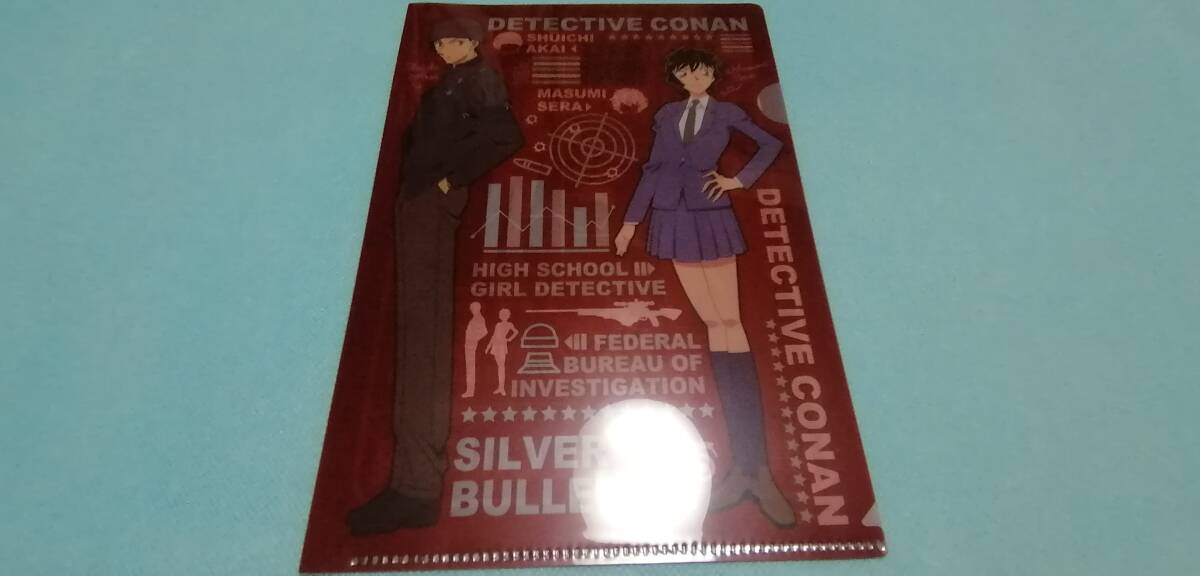 DETECTIVE CONAN
SHUICHI
AKAI
MASUMI
SERA
HIGH SCHOOL
GIRL DETECTIVE
FEDERAL
BUREAU OF
INVESTIGATION
SILVER
BULLE
DETECTIVE CONAN